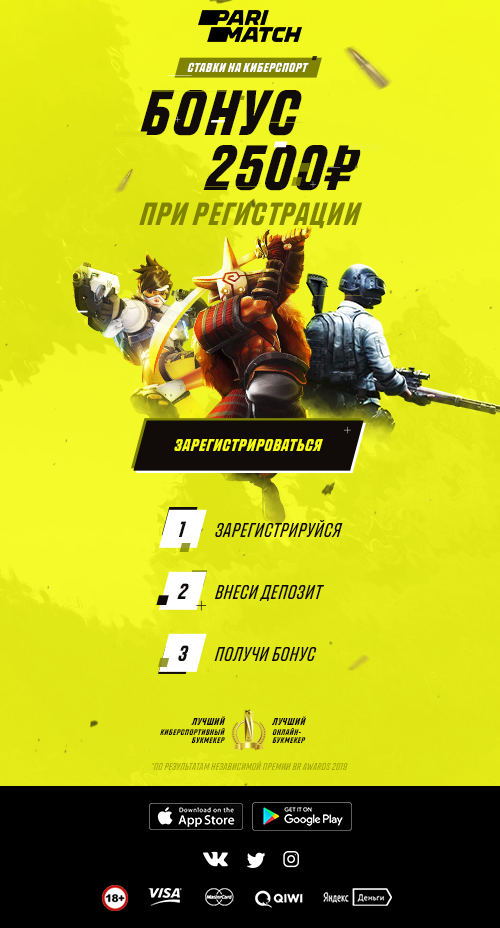 PARI
MATCH
СТАВКИ НА КИБЕРСПОРТ
БОНУС
2500₽
ПРИ РЕГИСТРАЦИИ
ЗАРЕГИСТРИРОВАТЬСЯ
1 ЗАРЕГИСТРИРУЙСЯ
2 ВНЕСИ ДЕПОЗИТ
3 ПОЛУЧИ БОНУС
ЛУЧШИЙ
КИБЕРСПОРТИВНЫЙ
БУКМЕКЕР
ЛУЧШИЙ
ОНЛАЙН-
БУКМЕКЕР
*ПО РЕЗУЛЬТАТАМ НЕЗАВИСИМОЙ ПРЕМИИ BR AWARDS 2019
Download on the
App Store
GET IT ON
Google Play
18+ VISA MasterCard QIWI Яндекс Деньги